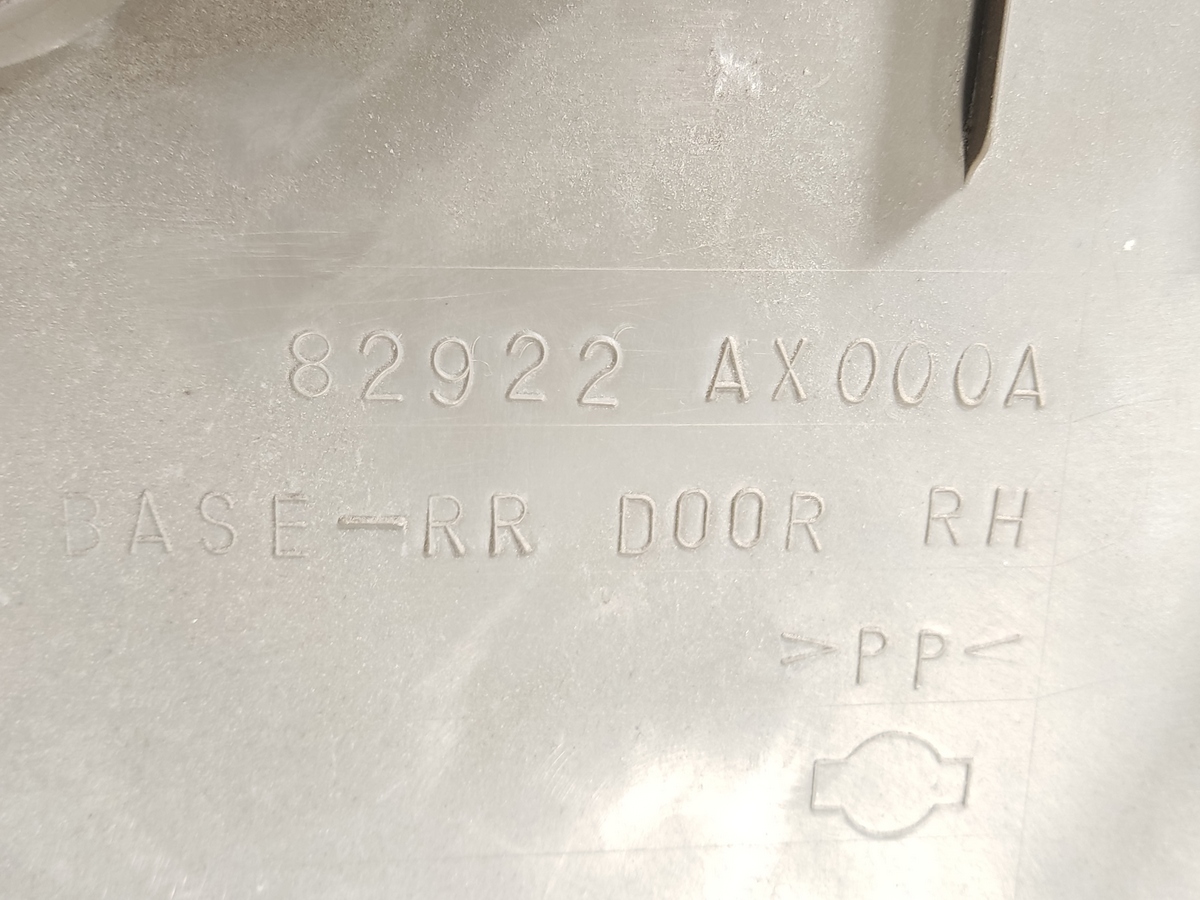 82922 AX000A
BASE-RR DOOR RH
>PP<